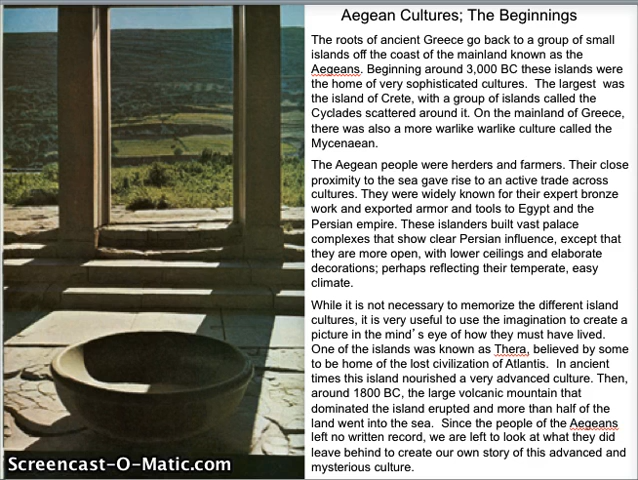 Aegean Cultures; The Beginnings
The roots of ancient Greece go back to a group of small
islands off the coast of the mainland known as the
Aegeans. Beginning around 3,000 BC these islands were
the home of very sophisticated cultures.  The largest  was
the island of Crete, with a group of islands called the
Cyclades scattered around it. On the mainland of Greece,
there was also a more warlike warlike culture called the
Mycenaean.
The Aegean people were herders and farmers. Their close
proximity to the sea gave rise to an active trade across
cultures. They were widely known for their expert bronze
work and exported armor and tools to Egypt and the
Persian empire. These islanders built vast palace
complexes that show clear Persian influence, except that
they are more open, with lower ceilings and elaborate
decorations; perhaps reflecting their temperate, easy
climate.
While it is not necessary to memorize the different island
cultures, it is very useful to use the imagination to create a
picture in the mind’s eye of how they must have lived.
One of the islands was known as Thera, believed by some
to be home of the lost civilization of Atlantis.  In ancient
times this island nourished a very advanced culture. Then,
around 1800 BC, the large volcanic mountain that
dominated the island erupted and more than half of the
land went into the sea.  Since the people of the Aegeans
left no written record, we are left to look at what they did
leave behind to create our own story of this advanced and
mysterious culture.
Screencast-O-Matic.com